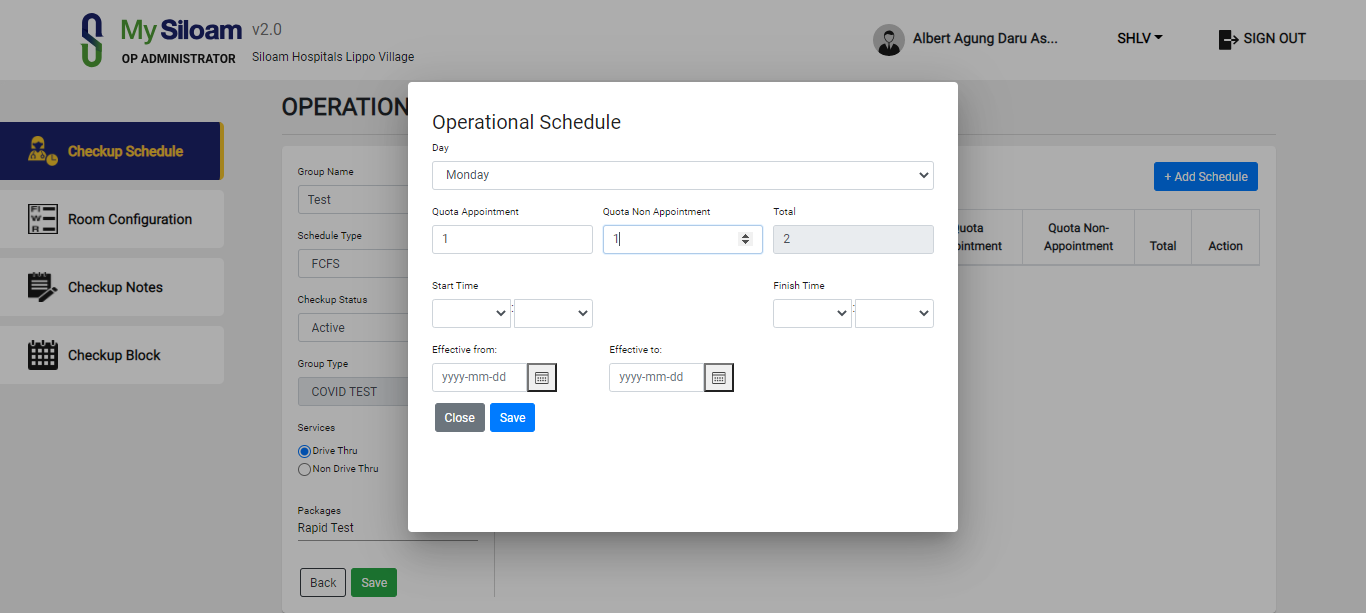 My Siloam v2.0
OP ADMINISTRATOR Siloam Hospitals Lippo Village
Albert Agung Daru As...
SHLV
SIGN OUT
Checkup Schedule
Room Configuration
Checkup Notes
Checkup Block
OPERATION
Group Name
Test
Schedule Type
FCFS
Checkup Status
Active
Group Type
COVID TEST
Services
Drive Thru
Non Drive Thru
Packages
Rapid Test
Back Save
Operational Schedule
Day
Monday
Quota Appointment Quota Non Appointment Total
1 1 2
Start Time Finish Time
: :
Effective from: Effective to:
yyyy-mm-dd yyyy-mm-dd
Close Save
+ Add Schedule
Quota Non-
Appointment
Total
Action